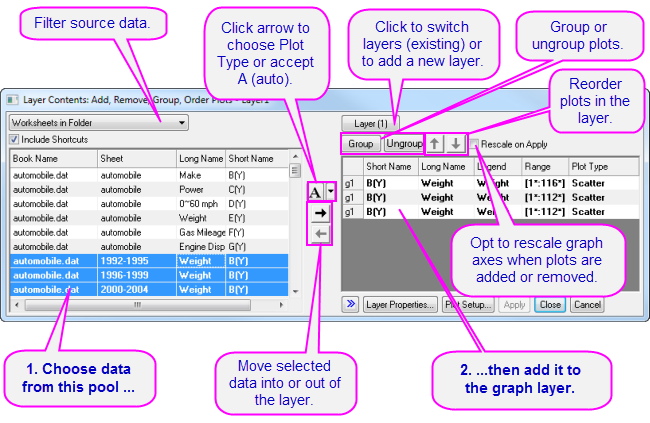 Filter source data.
Click arrow to
choose Plot
Type or accept
A (auto).
Click to switch
layers (existing) or
to add a new layer.
Group or
ungroup plots.
Reorder
plots in the
layer.
Layer Contents: Add, Remove, Group, Order Plots - Layer1
Worksheets in Folder
Include Shortcuts
Book Name Sheet Long Name Short Name
automobile.dat automobile Make B(Y)
automobile.dat automobile Power C(Y)
automobile.dat automobile 0~60 mph D(Y)
automobile.dat automobile Weight E(Y)
automobile.dat automobile Gas Mileage F(Y)
automobile.dat automobile Engine Disp G(Y)
automobile.dat 1992-1995 Weight B(Y)
automobile.dat 1996-1999 Weight B(Y)
automobile.dat 2000-2004 Weight B(Y)
A
Layer (1)
Group Ungroup Rescale on Apply
Short Name Long Name Legend Range Plot Type
g1 B(Y) Weight Weight [1*:116*] Scatter
g1 B(Y) Weight Weight [1*:112*] Scatter
g1 B(Y) Weight [1*:112*] Scatter
Opt to rescale graph
axes when plots are
added or removed.
Layer Properties... Plot Setup... Apply Close Cancel
1. Choose data
from this pool ...
Move selected
data into or out of
the layer.
2. ...then add it to
the graph layer.